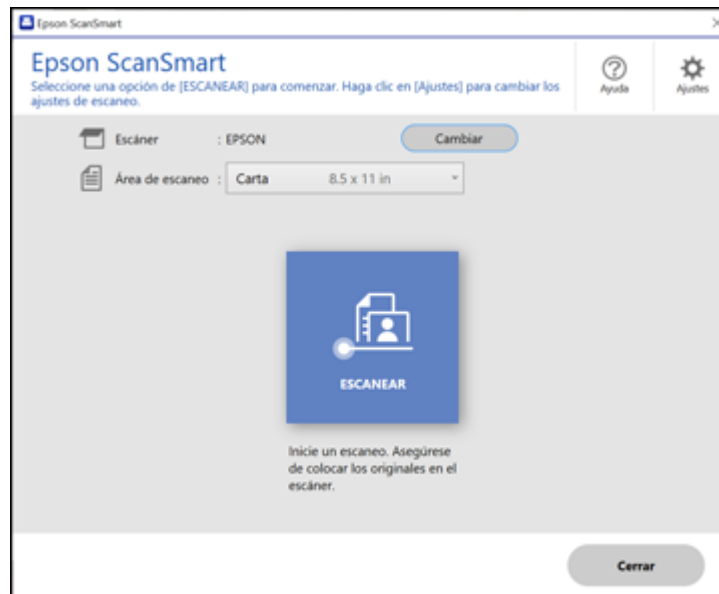 Epson ScanSmart
Epson ScanSmart
Seleccione una opción de [ESCANEAR] para comenzar. Haga clic en [Ajustes] para cambiar los
ajustes de escaneo.
Ayuda
Ajustes
Escáner : EPSON
Cambiar
Área de escaneo : Carta 8.5 x 11 in
ESCANEAR
Inicie un escaneo. Asegúrese
de colocar los originales en el
escáner.
Cerrar